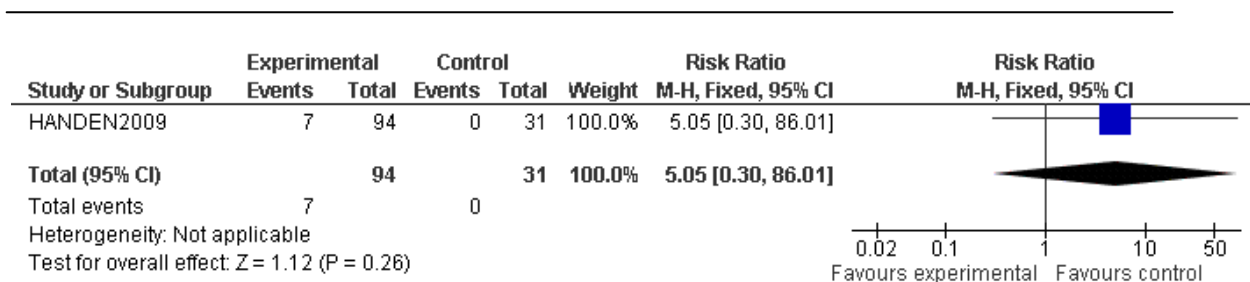 Experimental Control Risk Ratio Risk Ratio
Study or Subgroup Events Total Events Total Weight M-H, Fixed, 95% CI M-H, Fixed, 95% CI
HANDEN2009 7 94 0 31 100.0% 5.05 [0.30, 86.01]
Total (95% CI) 94 31 100.0% 5.05 [0.30, 86.01]
Total events 7 0
Heterogeneity: Not applicable
Test for overall effect: Z = 1.12 (P = 0.26)
0.02 0.1 1 10 50
Favours experimental Favours control